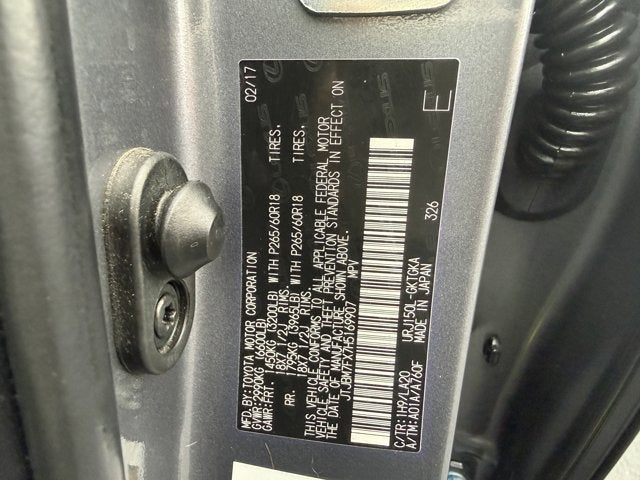 MFD.BY:TOYOTA MOTOR CORPORATION 02/17
GVWR:2990KG (6600LB)
GAWR:FRT. 1450KG (3200LB) WITH P265/60R18 TIRES,
18X7 1/2J RIMS,
RR. 1795KG (3965LB) WITH P265/60R18 TIRES,
18X7 1/2J RIMS,
THIS VEHICLE CONFORMS TO ALL APPLICABLE FEDERAL MOTOR
VEHICLE SAFETY AND THEFT PREVENTION STANDARDS IN EFFECT ON
THE DATE OF MANUFACTURE SHOWN ABOVE.
JTJBM7FX7H5169907 MPV
C/TR:1H9/LA20 URJ150L-GKTGKA 326
A/TM:A01A/A760F MADE IN JAPAN
E